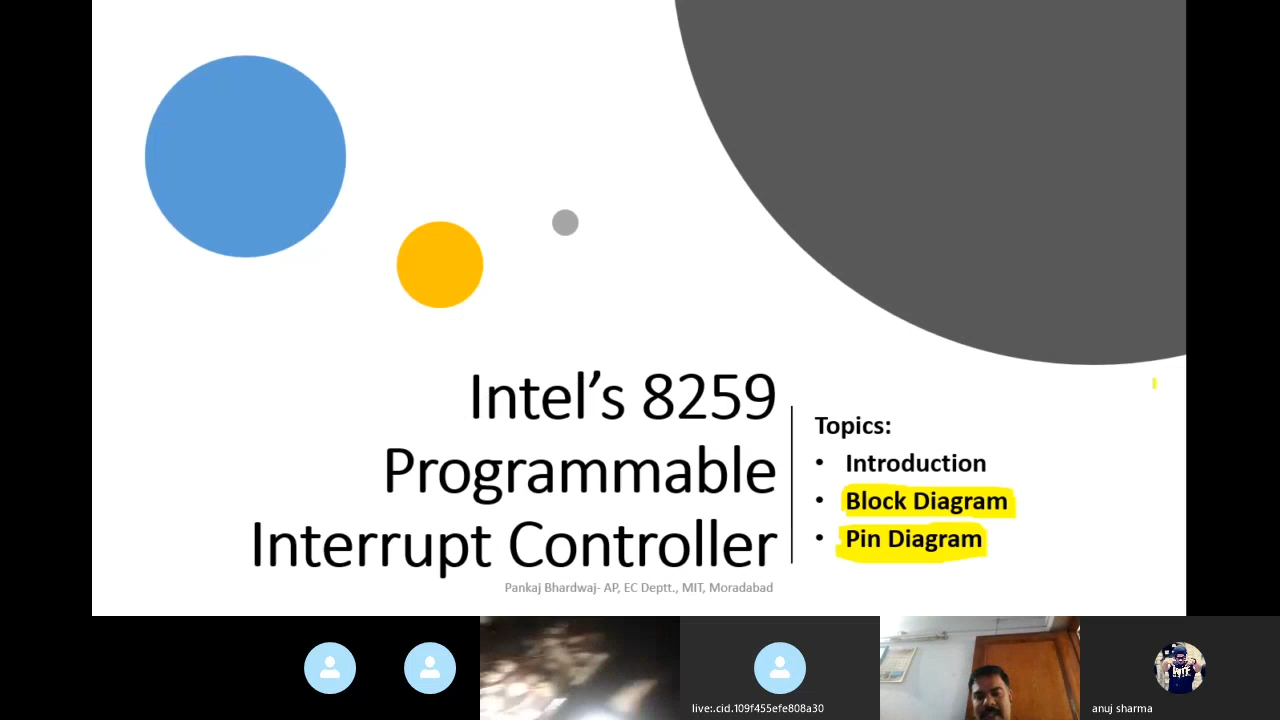 Intel’s 8259
Programmable
Interrupt Controller
Topics:
• Introduction
• Block Diagram
• Pin Diagram
Pankaj Bhardwaj- AP, EC Deptt., MIT, Moradabad
live:.cid.109f455efe808a30
anuj sharma